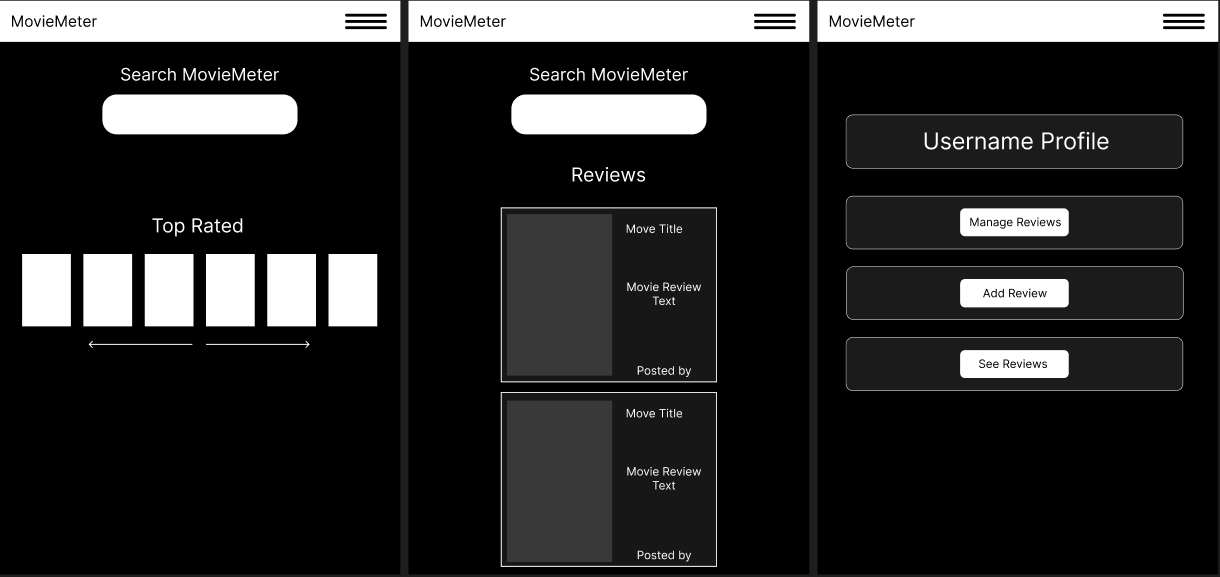 MovieMeter
Search MovieMeter
Top Rated
MovieMeter
Search MovieMeter
Reviews
Move Title
Movie Review
Text
Posted by
Move Title
Movie Review
Text
Posted by
MovieMeter
Username Profile
Manage Reviews
Add Review
See Reviews